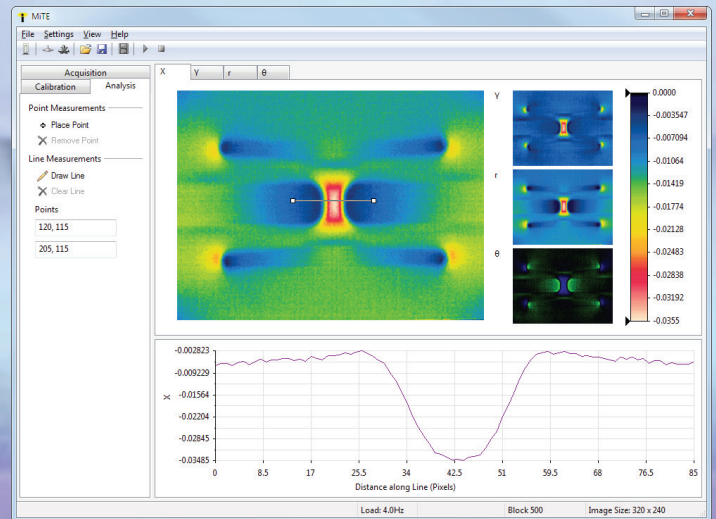 MiTE
File Settings View Help
Acquisition
Calibration Analysis
Point Measurements
Place Point
Remove Point
Line Measurements
Draw Line
Clear Line
Points
120, 115
205, 115
X Y r θ
Y
r
θ
0.0000
-0.003547
-0.007094
-0.01064
-0.01419
-0.01774
-0.02128
-0.02483
-0.02838
-0.03192
-0.0355
-0.002823
-0.009229
-0.01564
-0.02204
-0.02845
-0.03485
X
0 8.5 17 25.5 34 42.5 51 59.5 68 76.5 85
Distance along Line (Pixels)
Load: 4.0Hz Block 500 Image Size: 320 x 240